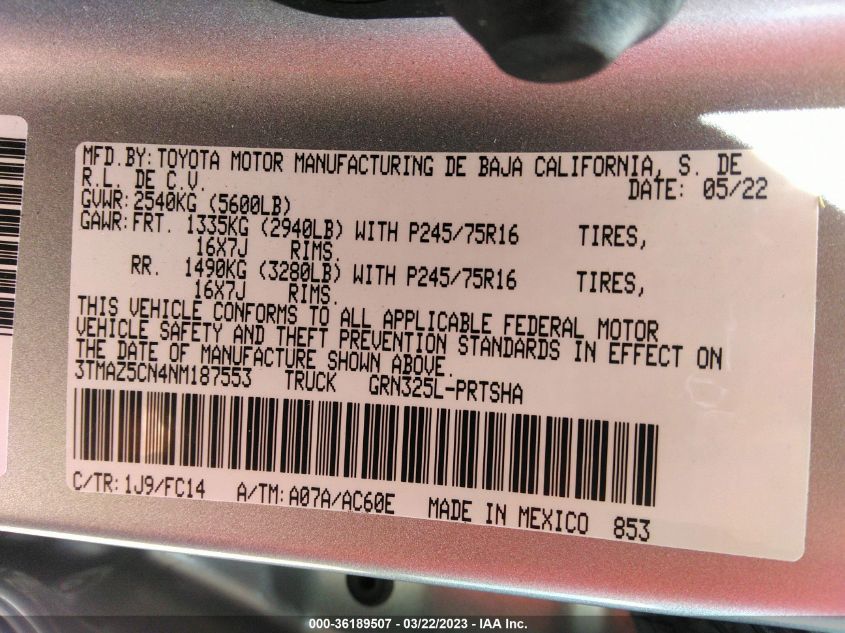 MFD.BY:TOYOTA MOTOR MANUFACTURING DE BAJA CALIFORNIA, S. DE
R.L. DE C.V. DATE: 05/22
GVWR:2540KG (5600LB)
GAWR:FRT. 1335KG (2940LB) WITH P245/75R16 TIRES,
16X7J RIMS.
RR. 1490KG (3280LB) WITH P245/75R16 TIRES,
16X7J RIMS.
THIS VEHICLE CONFORMS TO ALL APPLICABLE FEDERAL MOTOR
VEHICLE SAFETY AND THEFT PREVENTION STANDARDS IN EFFECT ON
THE DATE OF MANUFACTURE SHOWN ABOVE.
3TMAZ5CN4NM187553 TRUCK GRN325L-PRTSHA
C/TR:1J9/FC14 A/TM:A07A/AC60E MADE IN MEXICO 853
000-36189507 - 03/22/2023 - IAA Inc.